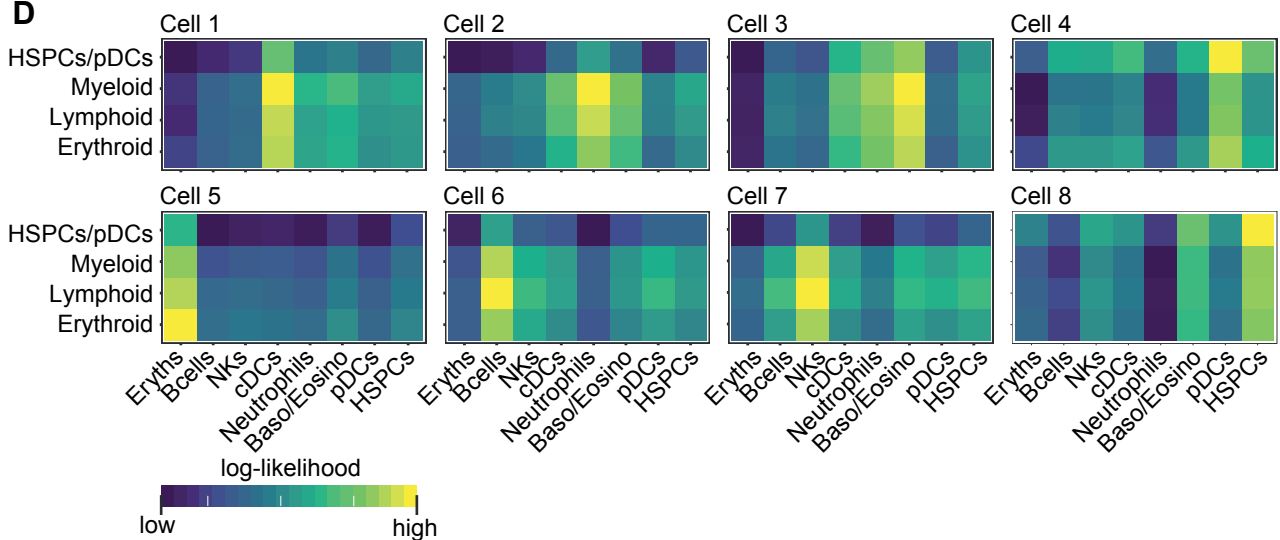 D
Cell 1 Cell 2 Cell 3 Cell 4
HSPCs/pDCs
Myeloid
Lymphoid
Erythroid
Cell 5 Cell 6 Cell 7 Cell 8
HSPCs/pDCs
Myeloid
Lymphoid
Erythroid
Eryths Bcells NKs cDCs Neutrophils Baso/Eosino pDCs HSPCs
Eryths Bcells NKs cDCs Neutrophils Baso/Eosino pDCs HSPCs
Eryths Bcells NKs cDCs Neutrophils Baso/Eosino pDCs HSPCs
Eryths Bcells NKs cDCs Neutrophils Baso/Eosino pDCs HSPCs
log-likelihood
low high